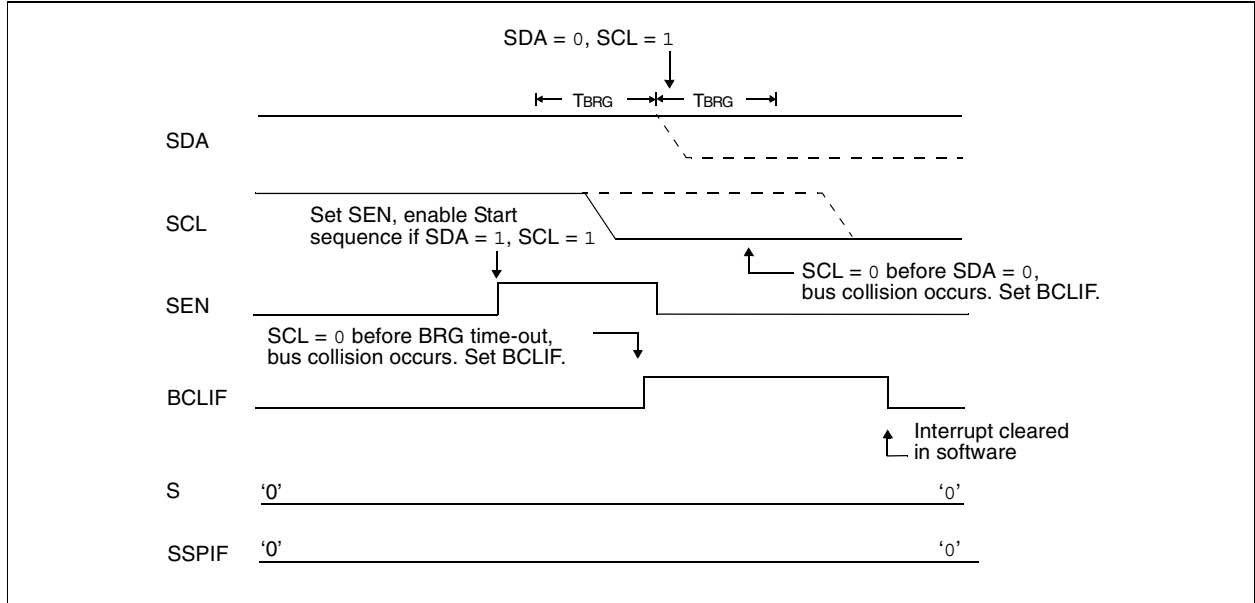 SDA = 0, SCL = 1
TBRG TBRG
SDA
SCL
Set SEN, enable Start
sequence if SDA = 1, SCL = 1
SCL = 0 before SDA = 0,
bus collision occurs. Set BCLIF.
SEN
SCL = 0 before BRG time-out,
bus collision occurs. Set BCLIF.
BCLIF
Interrupt cleared
in software
S ‘0’ ‘0’
SSPIF ‘0’ ‘0’